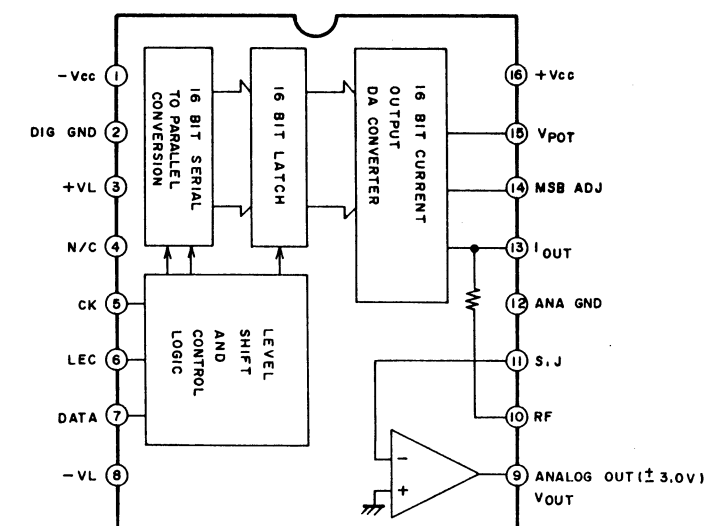 -Vcc 1
DIG GND 2
+VL 3
N/C 4
CK 5
LEC 6
DATA 7
-VL 8
16 BIT SERIAL
TO PARALLEL
CONVERSION
16 BIT LATCH
16 BIT CURRENT
OUTPUT
DA CONVERTER
LEVEL
SHIFT
AND
CONTROL
LOGIC
16 +Vcc
15 VPOT
14 MSB ADJ
13 IOUT
12 ANA GND
11 S.J
10 RF
9 ANALOG OUT (± 3.0V)
VOUT
-
+